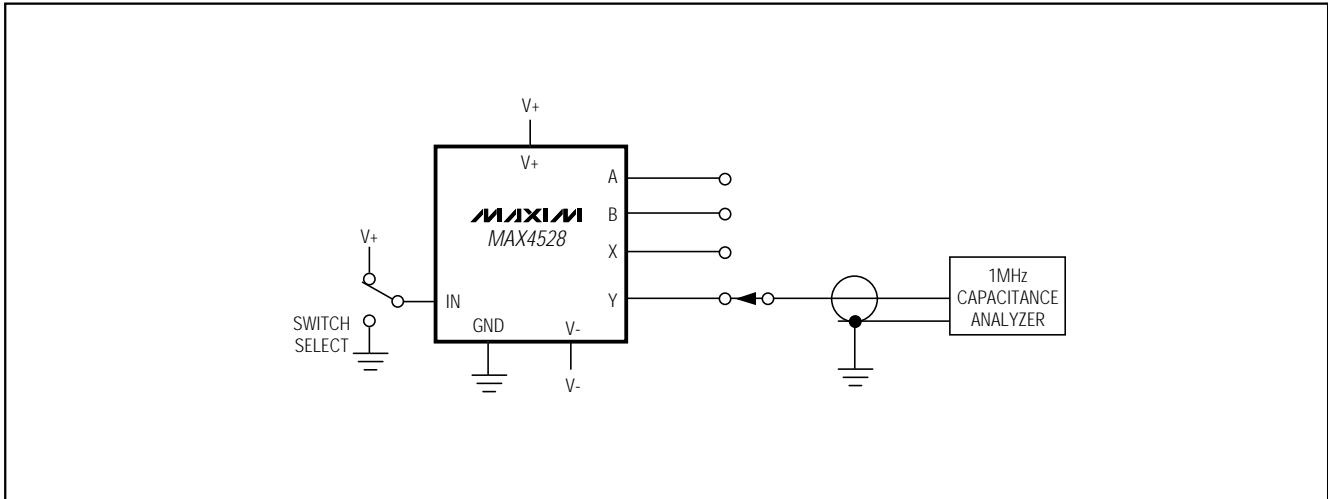 V+
V+
A
MAXIM
B
MAX4528
V+
X
1MHz
CAPACITANCE
ANALYZER
IN
Y
SWITCH
SELECT
GND
V-
V-